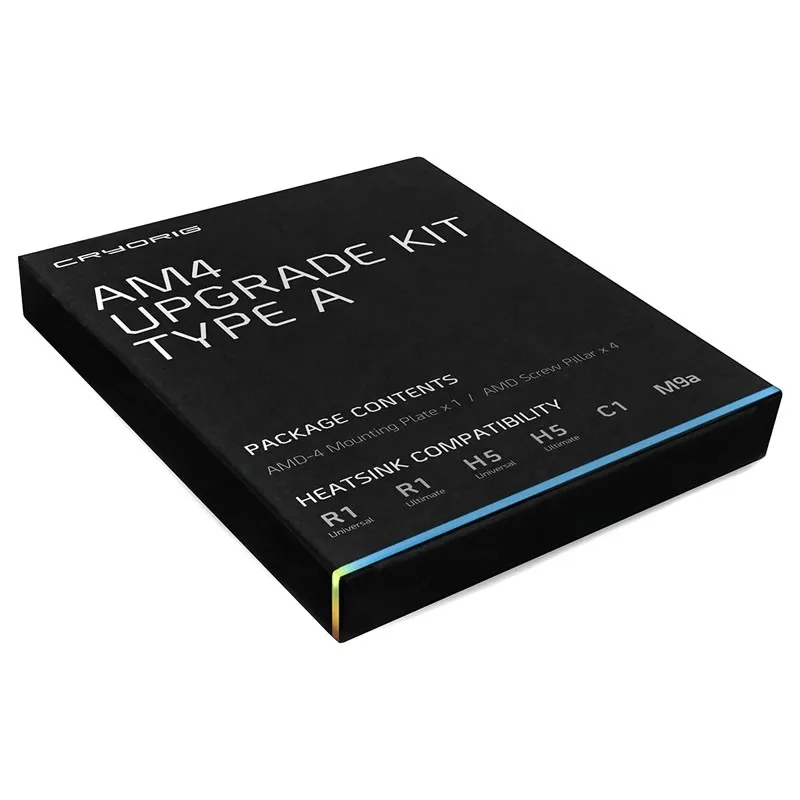 CRYORIG
AM4
UPGRADE KIT
TYPE A
PACKAGE CONTENTS
AMD-4 Mounting Plate x 1 / AMD Screw Pillar x 4
HEATSINK COMPATIBILITY
R1 Universal
R1 Ultimate
H5 Universal
H5 Ultimate
C1
M9a